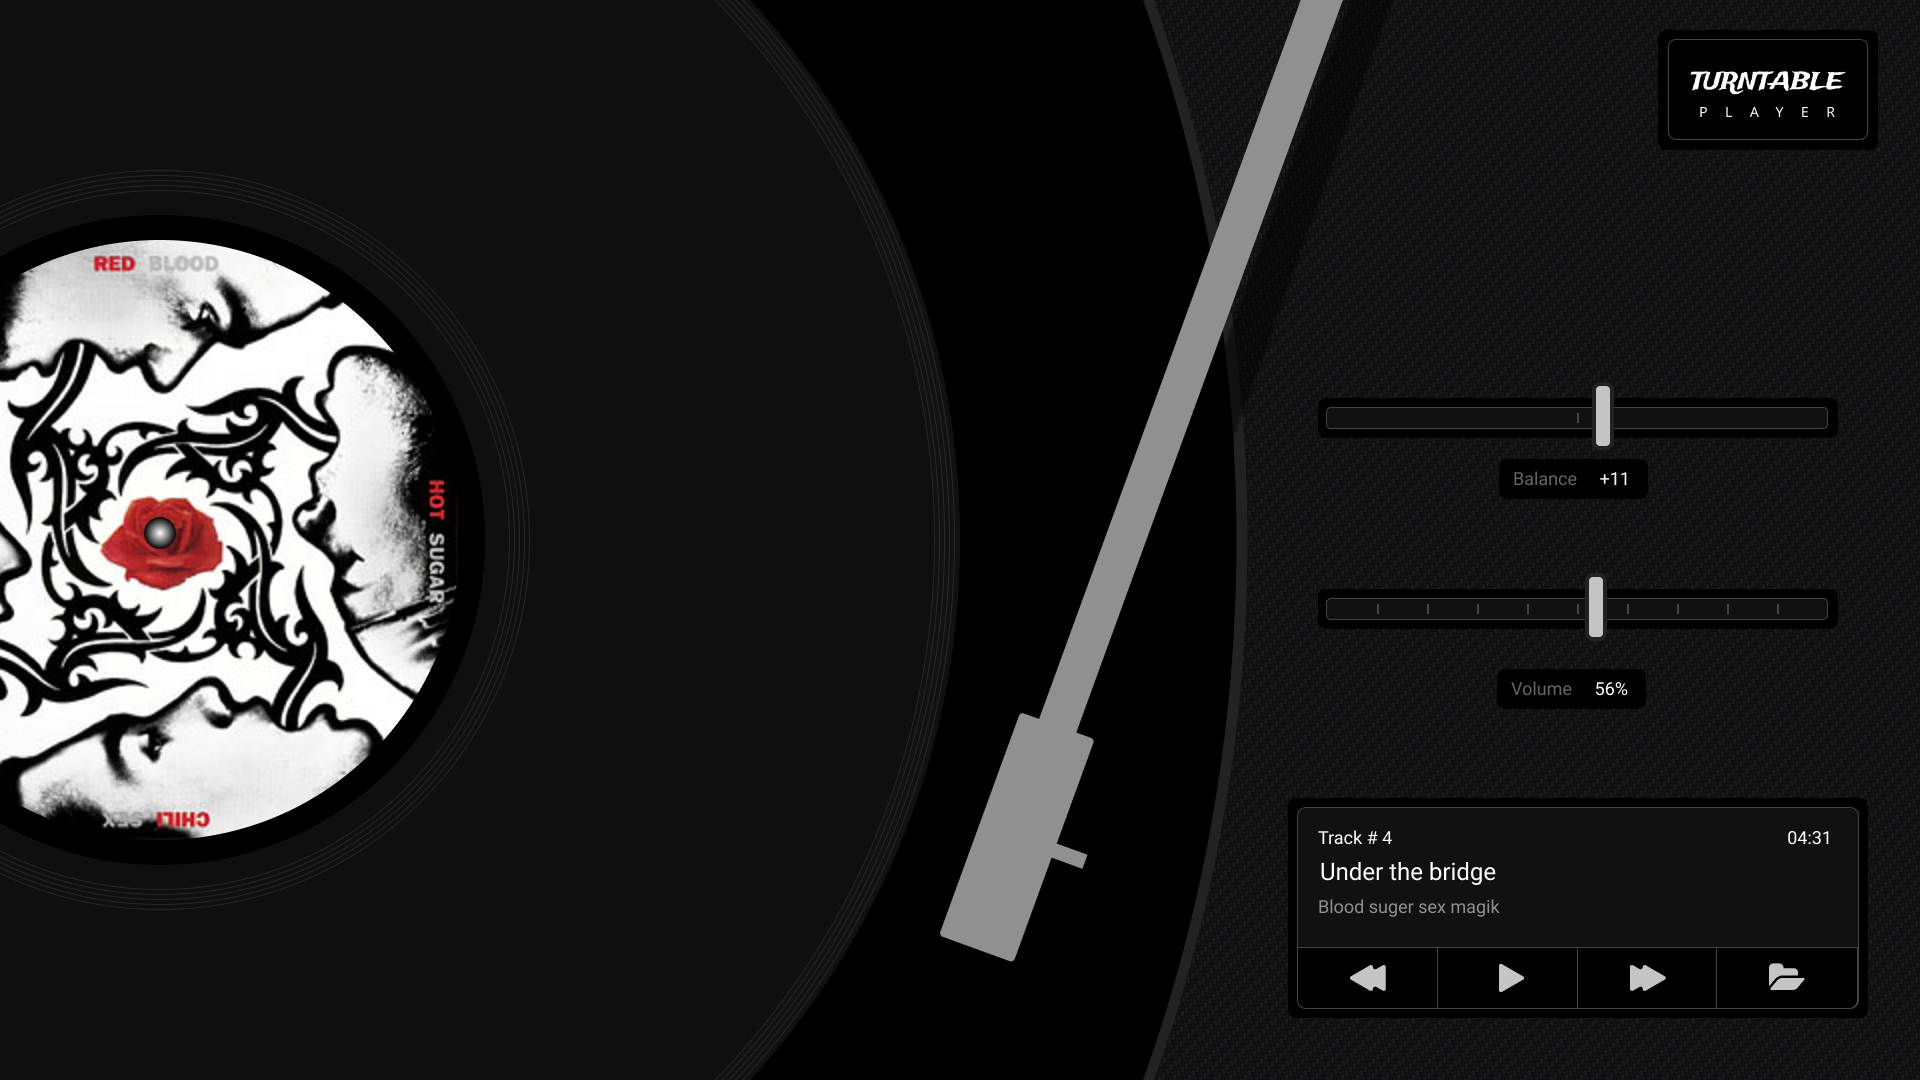 TURNTABLE
PLAYER
RED BLOOD
HOT SUGAR
CHILI SEX
Balance +11
Volume 56%
Track # 4 04:31
Under the bridge
Blood suger sex magik